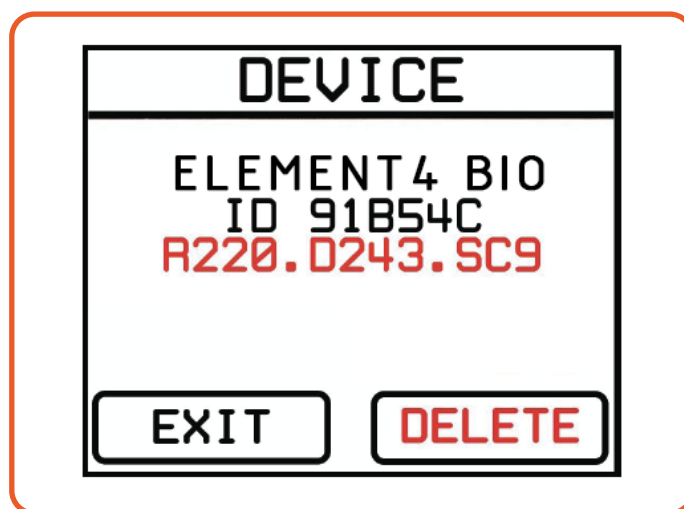 DEVICE
ELEMENT4 BIO
ID 91B54C
R220.D243.SC9
EXIT
DELETE